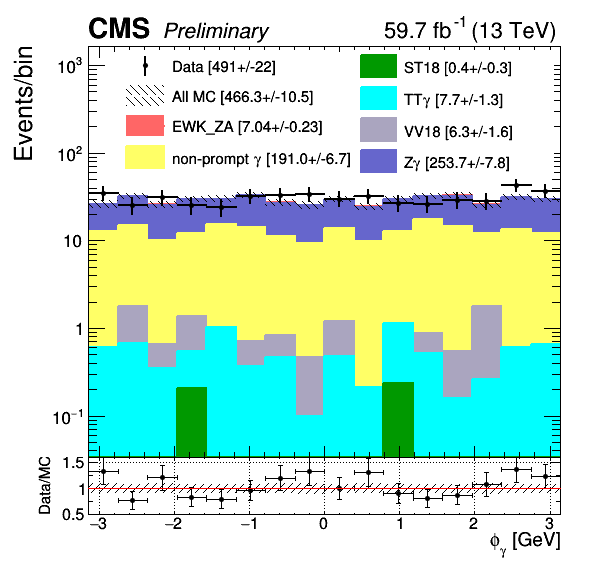 CMS Preliminary 59.7 fb⁻¹ (13 TeV)
Events/bin
10³
10²
10
1
10⁻¹
Data [491+/-22]
All MC [466.3+/-10.5]
EWK_ZA [7.04+/-0.23]
non-prompt γ [191.0+/-6.7]
ST18 [0.4+/-0.3]
TTγ [7.7+/-1.3]
VV18 [6.3+/-1.6]
Zγ [253.7+/-7.8]
Data/MC
1.5
1
0.5
−3 −2 −1 0 1 2 3
ϕγ [GeV]